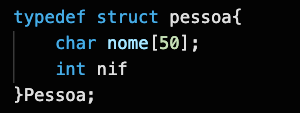 typedef struct pessoa{
    char nome[50];
    int nif
}Pessoa;